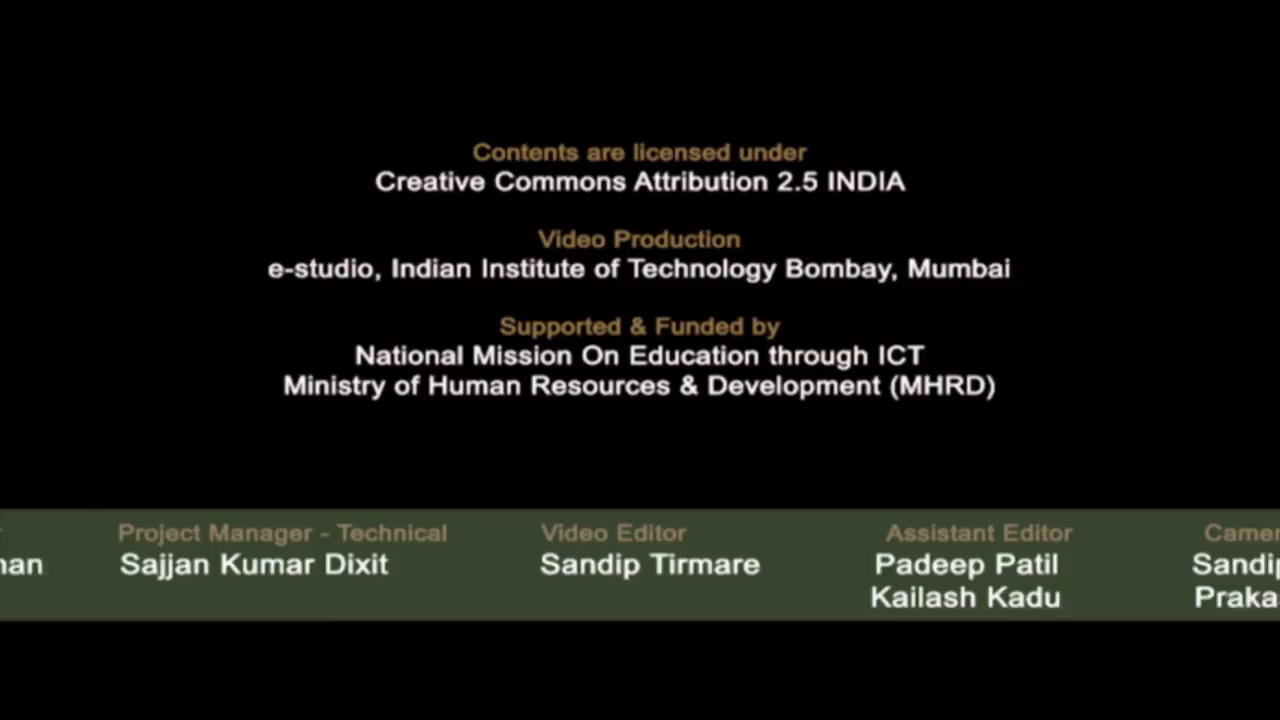 Contents are licensed under
Creative Commons Attribution 2.5 INDIA
Video Production
e-studio, Indian Institute of Technology Bombay, Mumbai
Supported & Funded by
National Mission On Education through ICT
Ministry of Human Resources & Development (MHRD)
Project Manager - Technical
Sajjan Kumar Dixit
Video Editor
Sandip Tirmare
Assistant Editor
Padeep Patil
Kailash Kadu